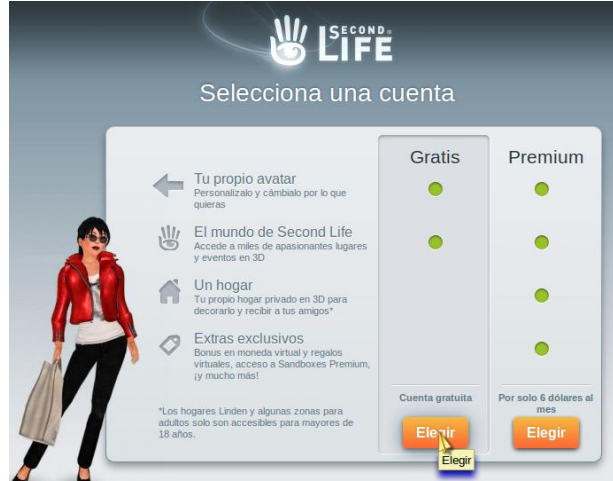 SECOND
LIFE
Selecciona una cuenta
Gratis
Premium
Tu propio avatar
Personalízalo y cámbialo por lo que
quieras
El mundo de Second Life
Accede a miles de apasionantes lugares
y eventos en 3D
Un hogar
Tu propio hogar privado en 3D para
decorarlo y recibir a tus amigos*
Extras exclusivos
Bonus en moneda virtual y regalos
virtuales, acceso a Sandboxes Premium,
¡y mucho más!
*Los hogares Linden y algunas zonas para
adultos solo son accesibles para mayores de
18 años.
Cuenta gratuita
Elegir
Elegir
Por solo 6 dólares al
mes
Elegir